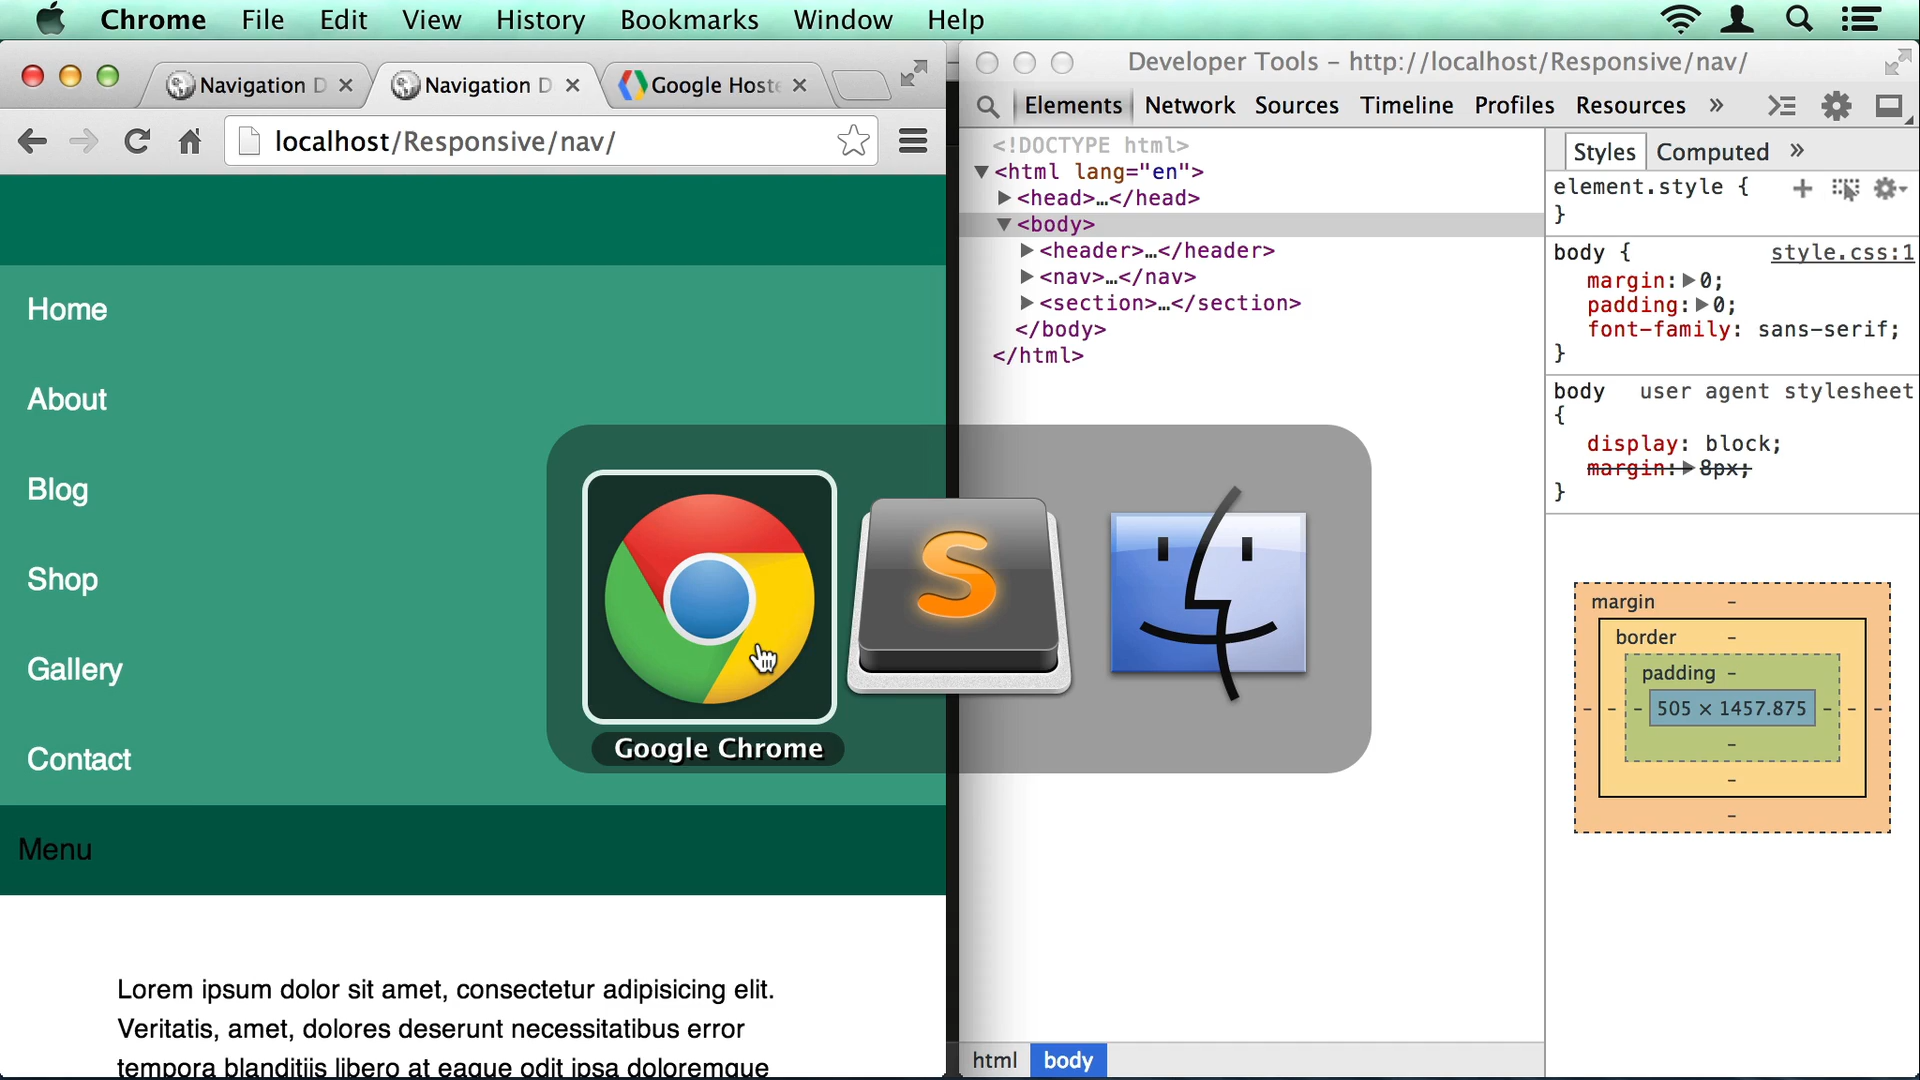 Chrome File Edit View History Bookmarks Window Help
Navigation D
Navigation D
Google Hoste
localhost/Responsive/nav/
Home
About
Blog
Shop
Gallery
Contact
Menu
Lorem ipsum dolor sit amet, consectetur adipisicing elit.
Veritatis, amet, dolores deserunt necessitatibus error
tempora blanditiis libero at eaque odit ipsa doloremque
S
Google Chrome
Developer Tools - http://localhost/Responsive/nav/
Elements Network Sources Timeline Profiles Resources »
<!DOCTYPE html>
▼<html lang="en">
▶<head>…</head>
▼<body>
▶<header>…</header>
▶<nav>…</nav>
▶<section>…</section>
</body>
</html>
html body
Styles Computed »
element.style {
}
body { style.css:1
margin:▶0;
padding:▶0;
font-family: sans-serif;
}
body user agent stylesheet
{
display: block;
margin:▶8px;
}
margin -
border -
padding -
- - - 505 × 1457.875 - - -
-
-
-